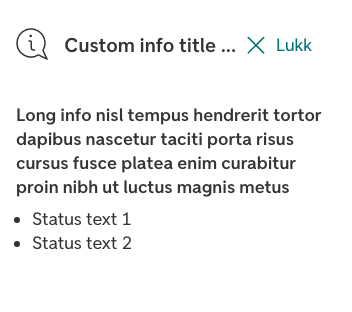 Custom info title ... Lukk
Long info nisl tempus hendrerit tortor
dapibus nascetur taciti porta risus
cursus fusce platea enim curabitur
proin nibh ut luctus magnis metus
• Status text 1
• Status text 2